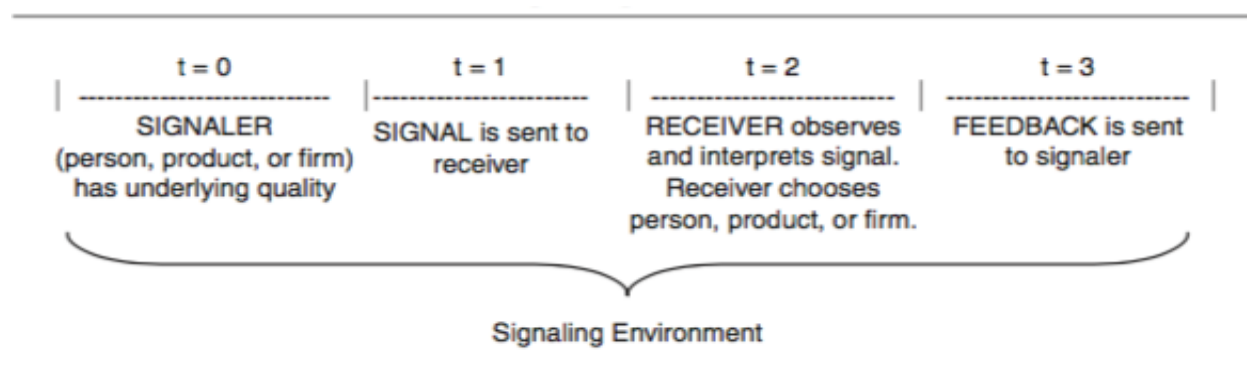 t = 0
SIGNALER
(person, product, or firm)
has underlying quality
t = 1
SIGNAL is sent to
receiver
t = 2
RECEIVER observes
and interprets signal.
Receiver chooses
person, product, or firm.
t = 3
FEEDBACK is sent
to signaler
Signaling Environment